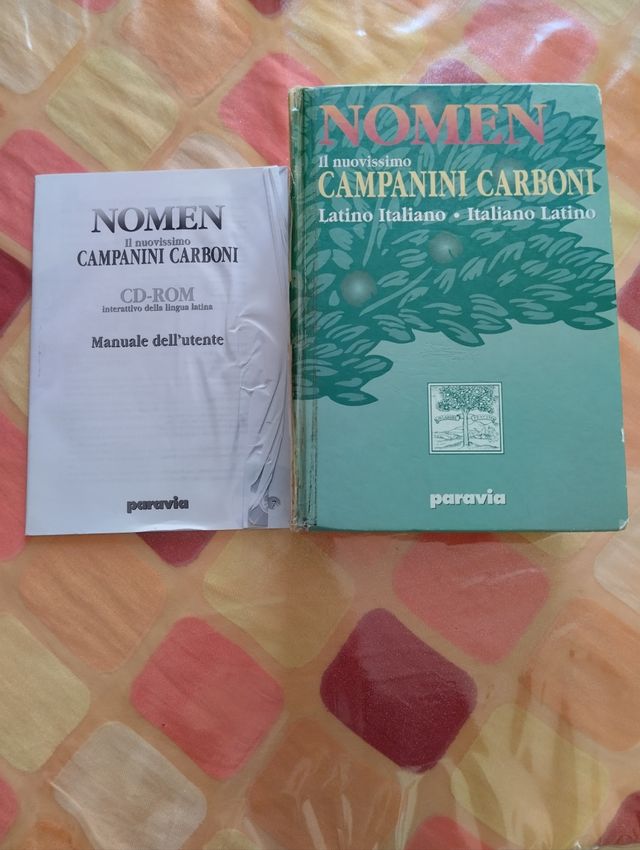 NOMEN
Il nuovissimo
CAMPANINI CARBONI
CD-ROM
interattivo della lingua latina
Manuale dell'utente
paravia
NOMEN
Il nuovissimo
CAMPANINI CARBONI
Latino Italiano • Italiano Latino
paravia